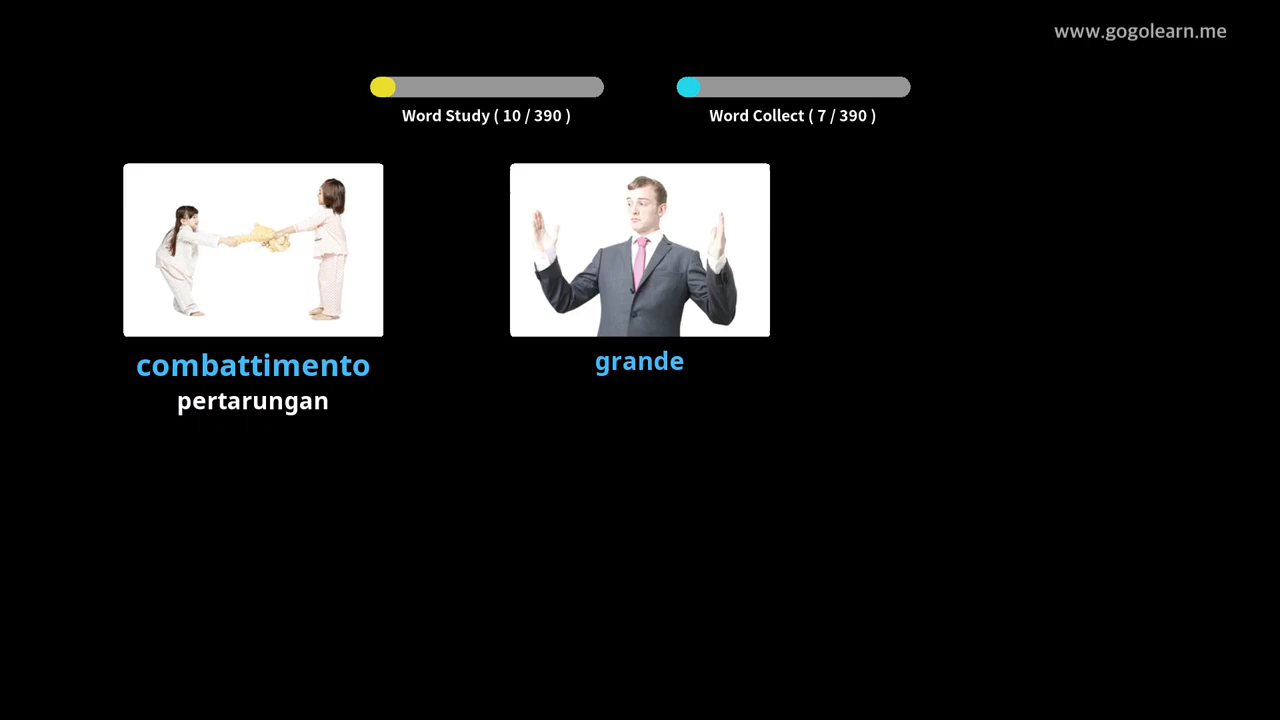 www.gogolearn.me
Word Study ( 10 / 390 )
Word Collect ( 7 / 390 )
combattimento
pertarungan
grande